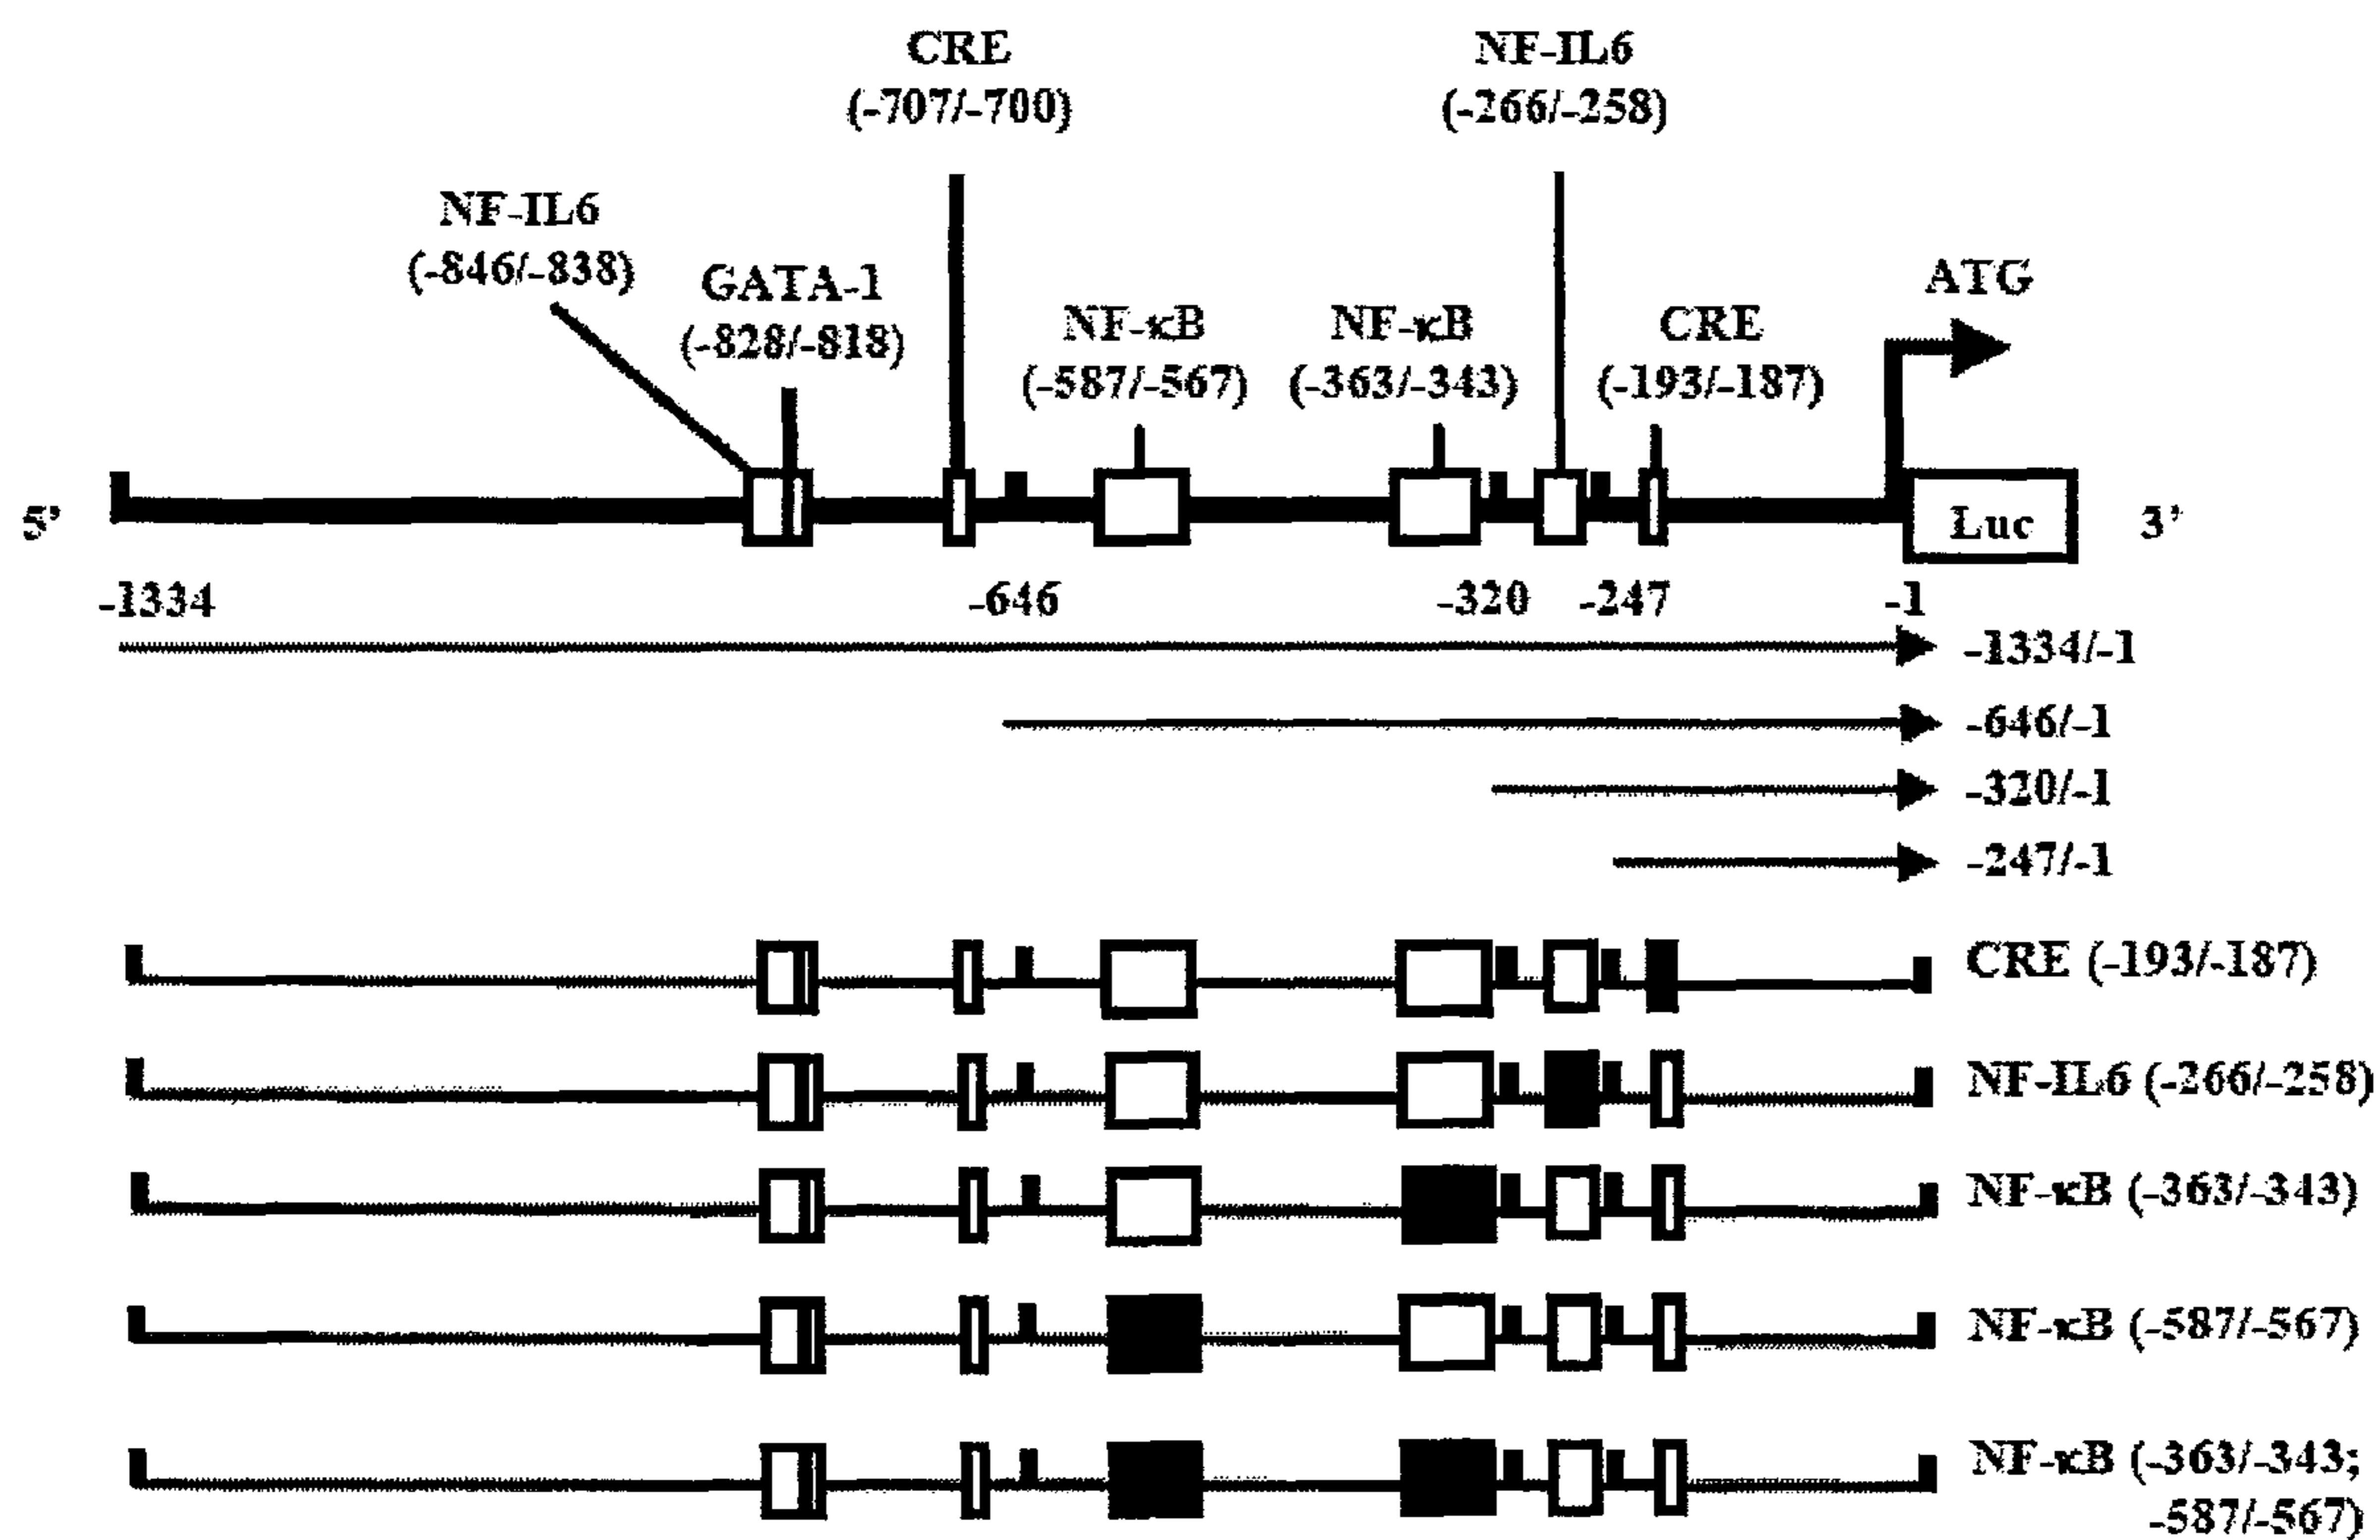 CRE
(-707/-700)
NF-IL6
(-266/-258)
NF-IL6
(-846/-838)
GATA-1
(-828/-818)
NF-κB
(-587/-567)
NF-κB
(-363/-343)
CRE
(-193/-187)
ATG
5’
Luc
3’
-1334
-646
-320
-247
-1
-1334/-1
-646/-1
-320/-1
-247/-1
CRE (-193/-187)
NF-IL6 (-266/-258)
NF-κB (-363/-343)
NF-κB (-587/-567)
NF-κB (-363/-343;
-587/-567)